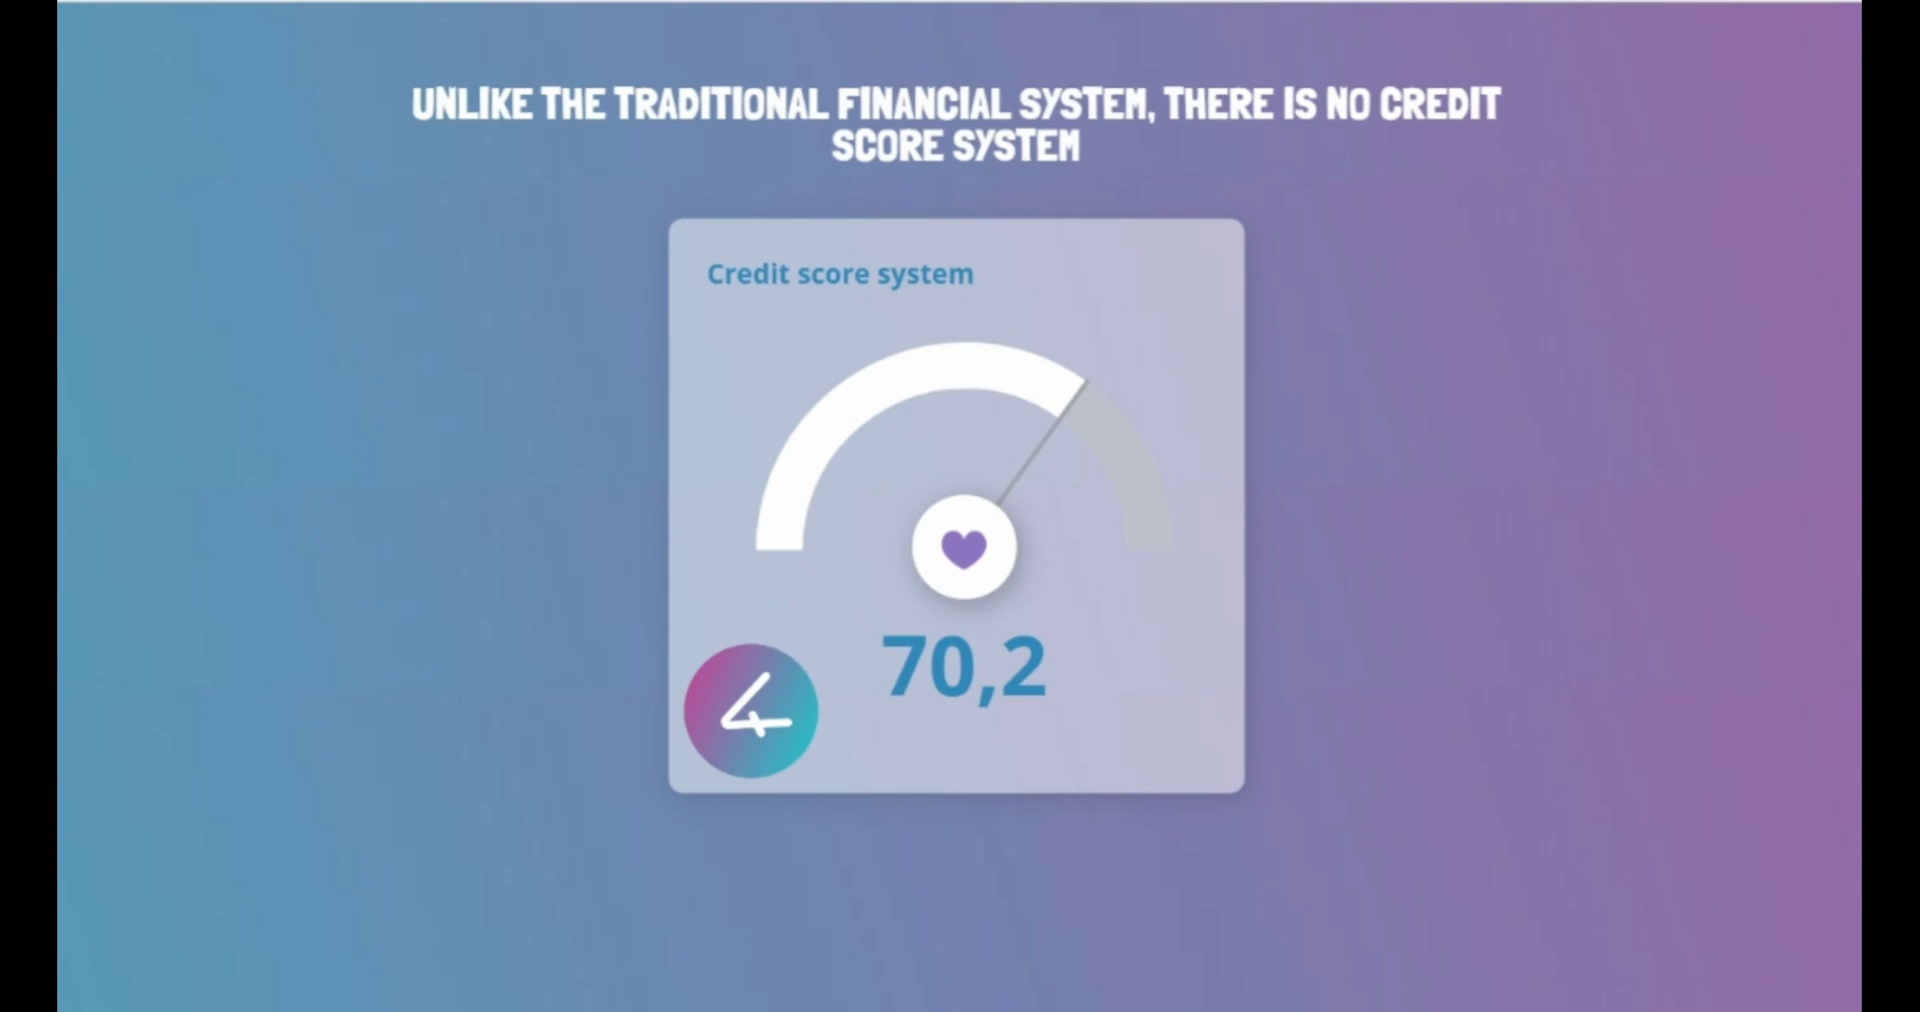 UNLIKE THE TRADITIONAL FINANCIAL SYSTEM, THERE IS NO CREDIT
SCORE SYSTEM
Credit score system
70,2